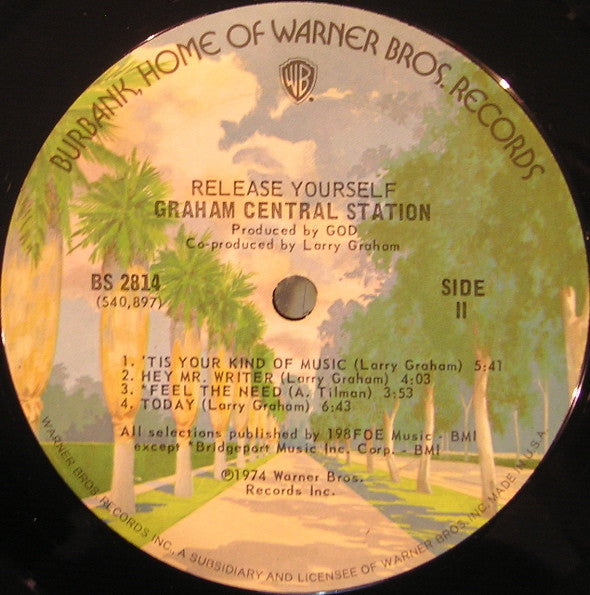 BURBANK, HOME OF WARNER BROS. RECORDS
WB
RELEASE YOURSELF
GRAHAM CENTRAL STATION
Produced by GOD
Co-produced by Larry Graham
BS 2814
(540,897)
SIDE
II
1. 'TIS YOUR KIND OF MUSIC (Larry Graham) 5:41
2. HEY MR. WRITER (Larry Graham) 4:03
3. *FEEL THE NEED (A. Tilman) 3:53
4. TODAY (Larry Graham) 6:43
All selections published by 198FOE Music - BMI
except *Bridgeport Music Inc. Corp. - BMI
℗1974 Warner Bros.
Records Inc.
WARNER BROS. RECORDS INC., A SUBSIDIARY AND LICENSEE OF WARNER BROS. INC. MADE IN U.S.A.